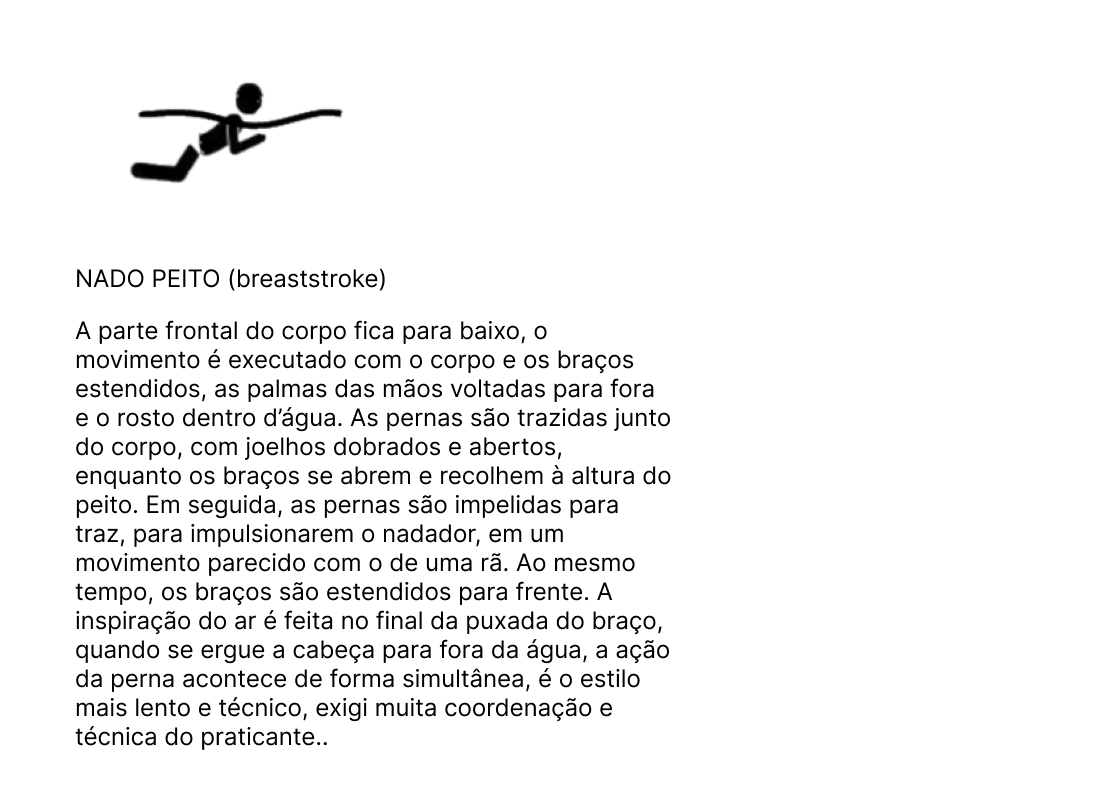 NADO PEITO (breaststroke)
A parte frontal do corpo fica para baixo, o
movimento é executado com o corpo e os braços
estendidos, as palmas das mãos voltadas para fora
e o rosto dentro d’água. As pernas são trazidas junto
do corpo, com joelhos dobrados e abertos,
enquanto os braços se abrem e recolhem à altura do
peito. Em seguida, as pernas são impelidas para
traz, para impulsionarem o nadador, em um
movimento parecido com o de uma rã. Ao mesmo
tempo, os braços são estendidos para frente. A
inspiração do ar é feita no final da puxada do braço,
quando se ergue a cabeça para fora da água, a ação
da perna acontece de forma simultânea, é o estilo
mais lento e técnico, exigi muita coordenação e
técnica do praticante..